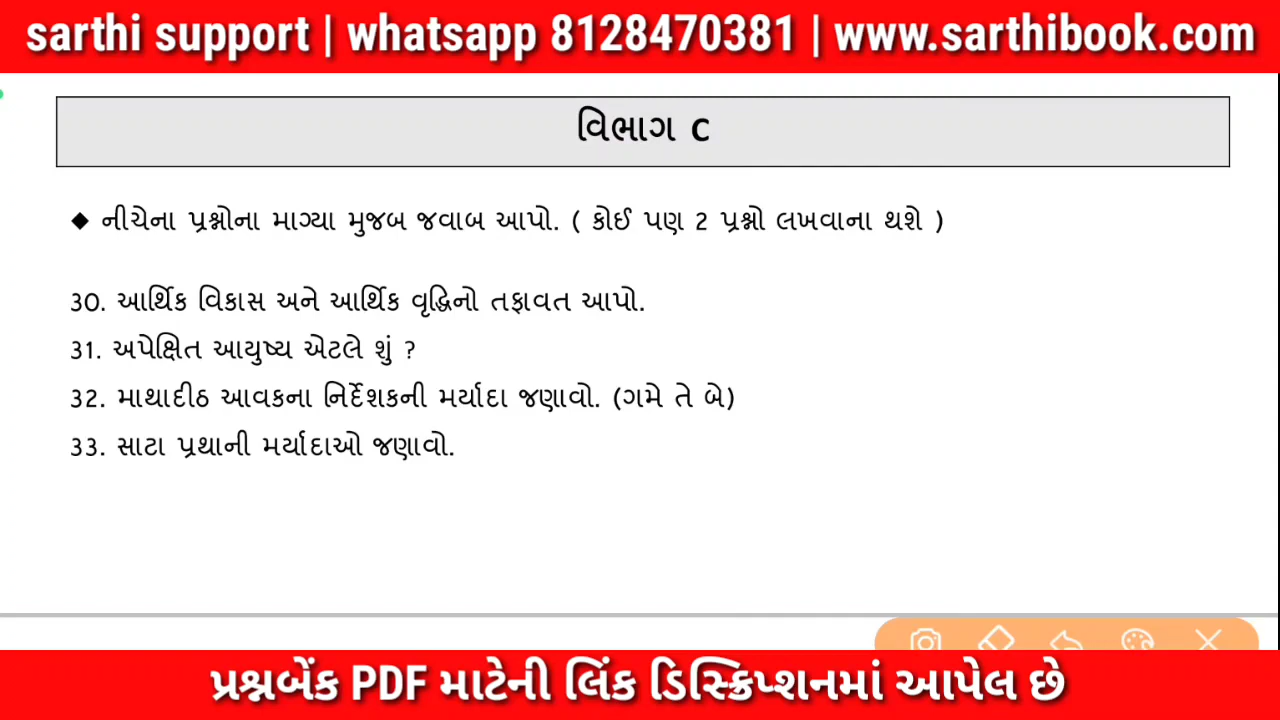 sarthi support | whatsapp 8128470381 | www.sarthibook.com
વિભાગ C
◆ નીચેના પ્રશ્નોના માગ્યા મુજબ જવાબ આપો. ( કોઈ પણ 2 પ્રશ્નો લખવાના થશે )
30. આર્થિક વિકાસ અને આર્થિક વૃદ્ધિનો તફાવત આપો.
31. અપેક્ષિત આયુષ્ય એટલે શું ?
32. માથાદીઠ આવકના નિર્દેશકની મર્યાદા જણાવો. (ગમે તે બે)
33. સાટા પ્રથાની મર્યાદાઓ જણાવો.
પ્રશ્નબેંક PDF માટેની લિંક ડિસ્ક્રિપ્શનમાં આપેલ છે